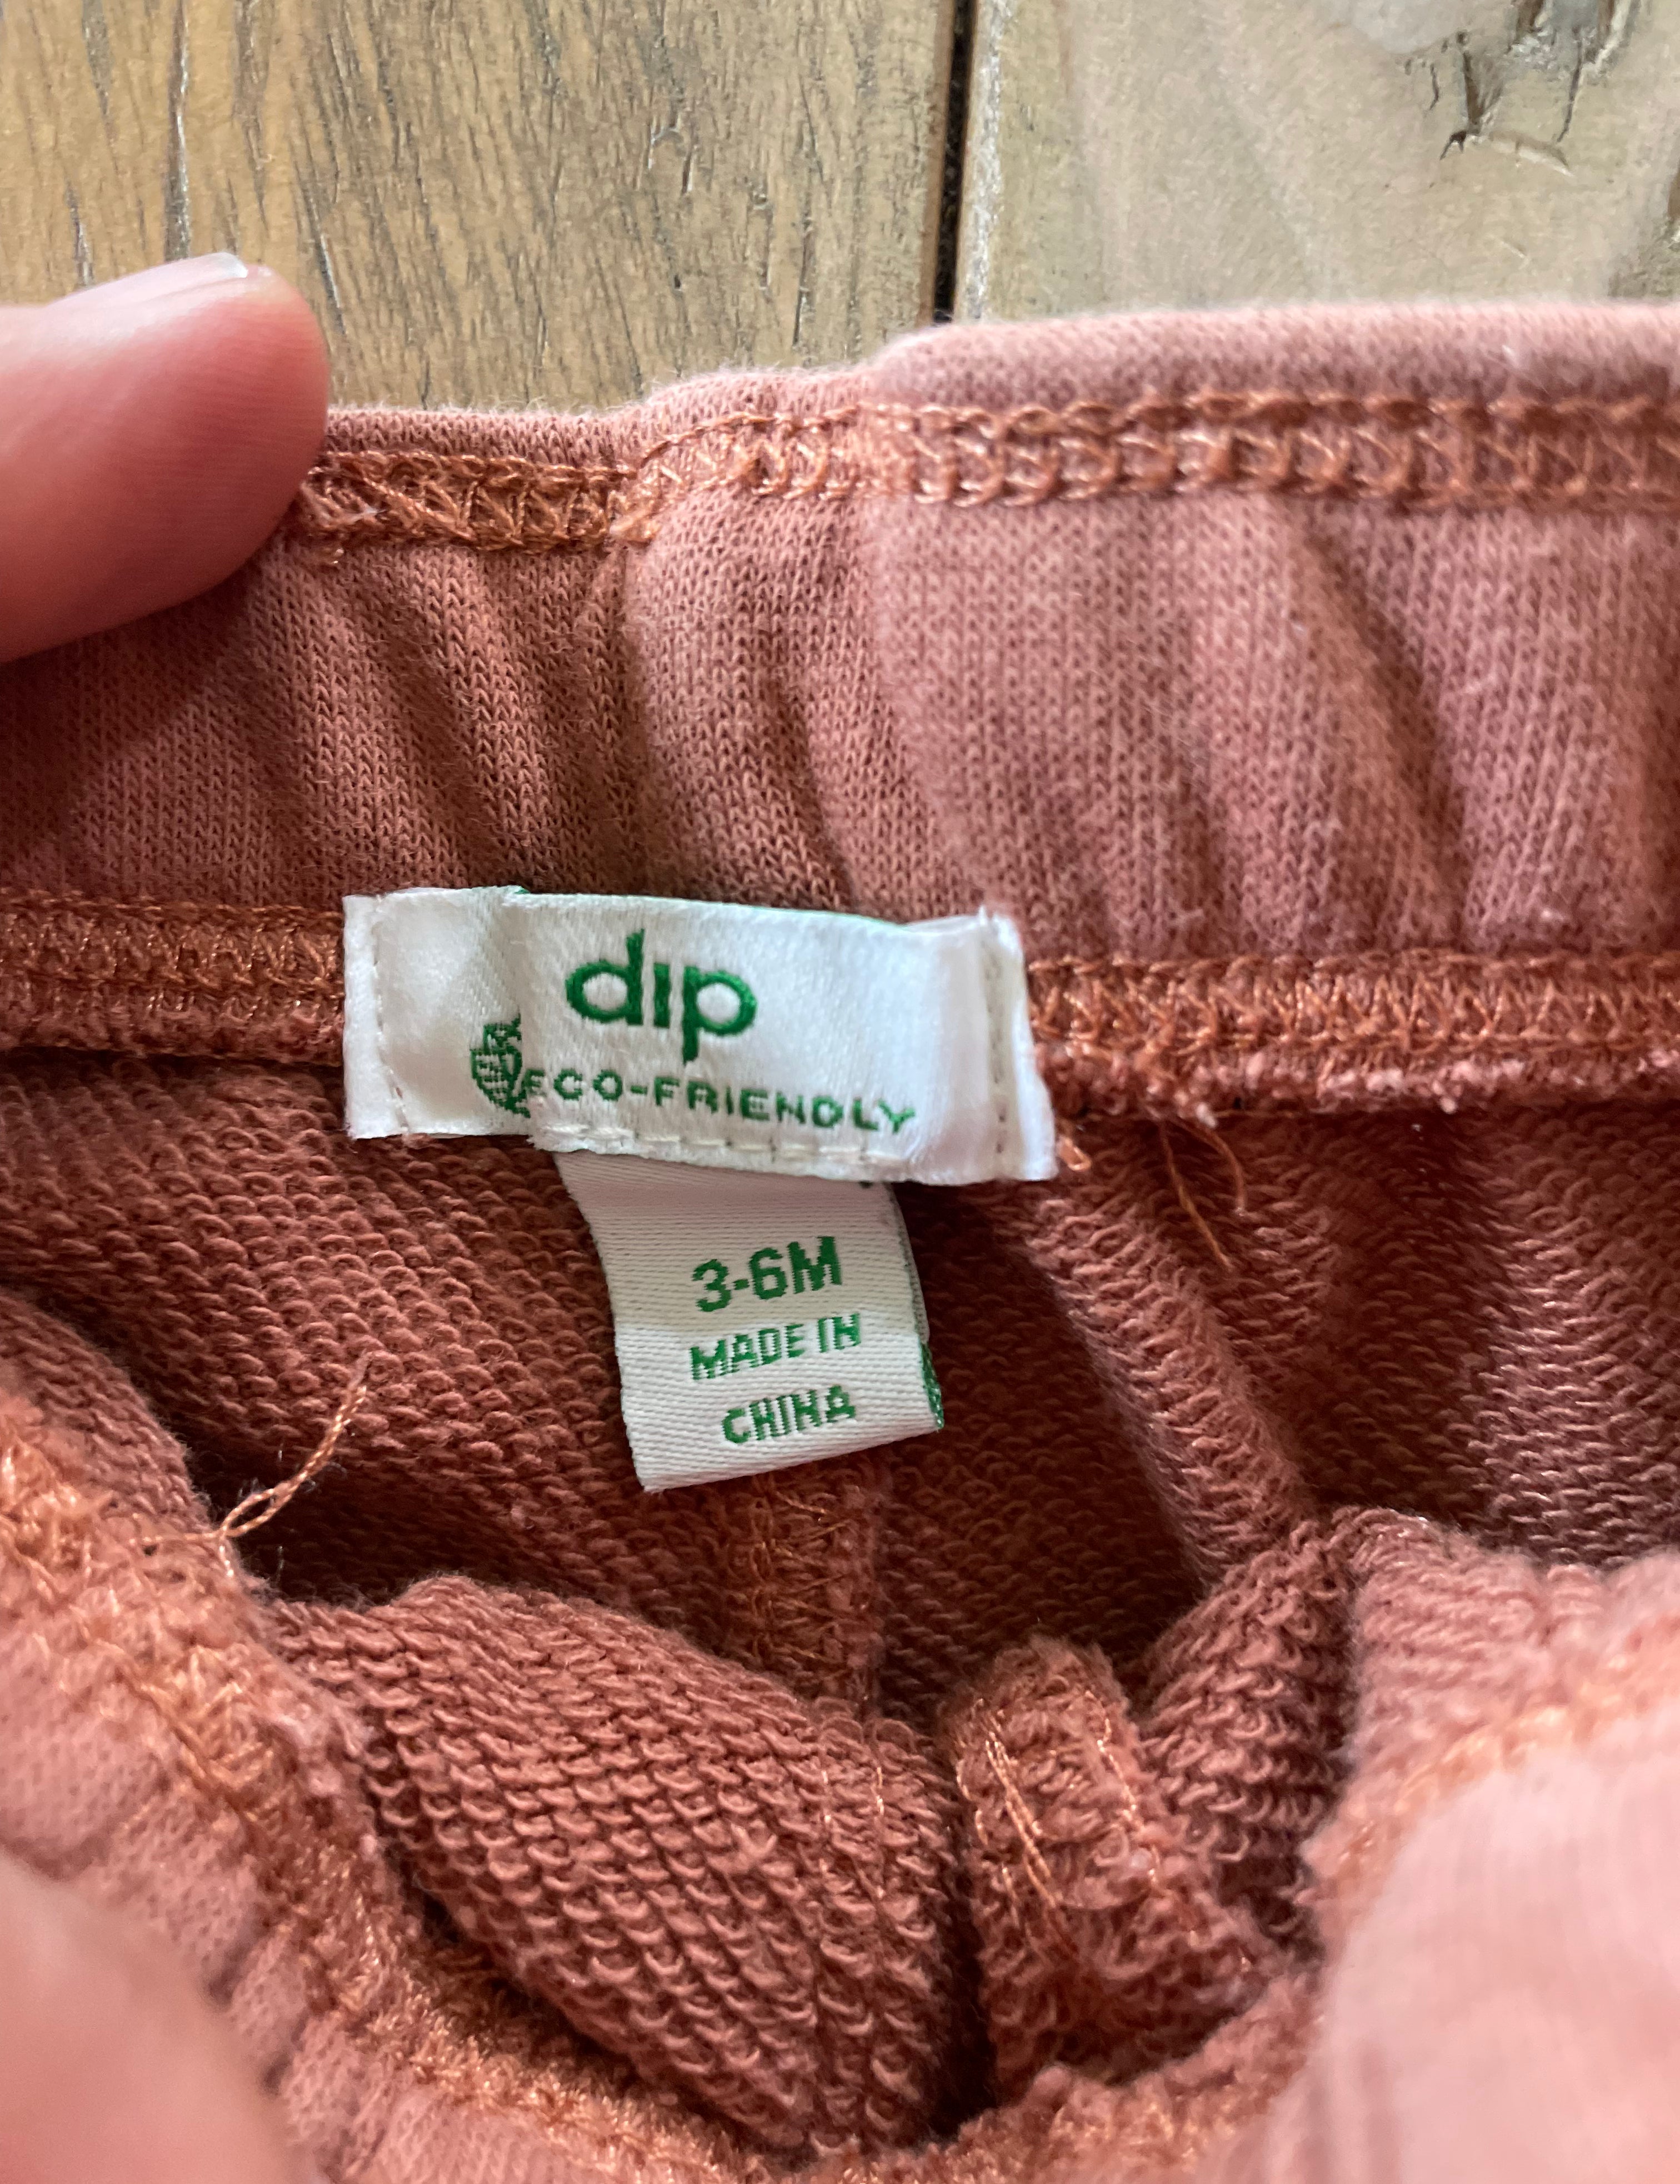 dip
ECO-FRIENDLY
3-6M
MADE IN
CHINA